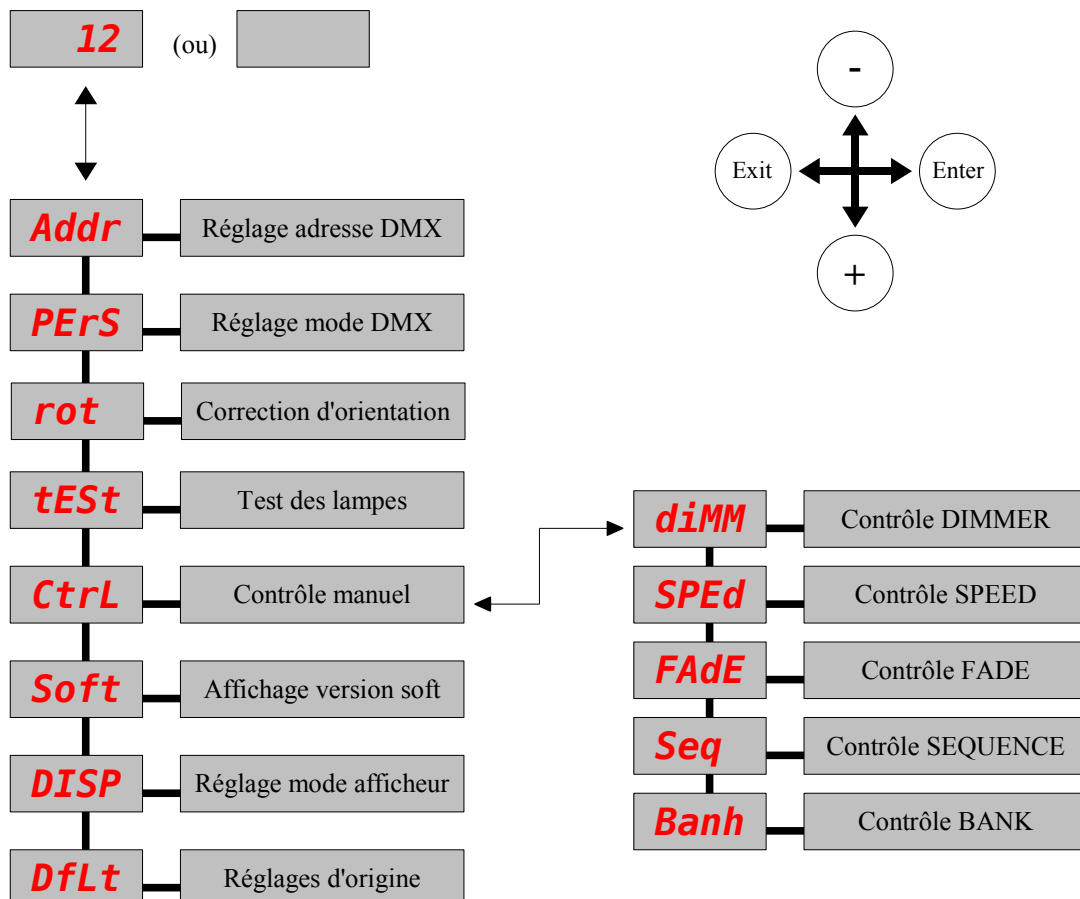 12 (ou)
-
Exit Enter
+
Addr Réglage adresse DMX
PErS Réglage mode DMX
rot Correction d'orientation
tESt Test des lampes
CtrL Contrôle manuel
Soft Affichage version soft
DISP Réglage mode afficheur
DfLt Réglages d'origine
diMM Contrôle DIMMER
SPEd Contrôle SPEED
FAdE Contrôle FADE
Seq Contrôle SEQUENCE
Banh Contrôle BANK